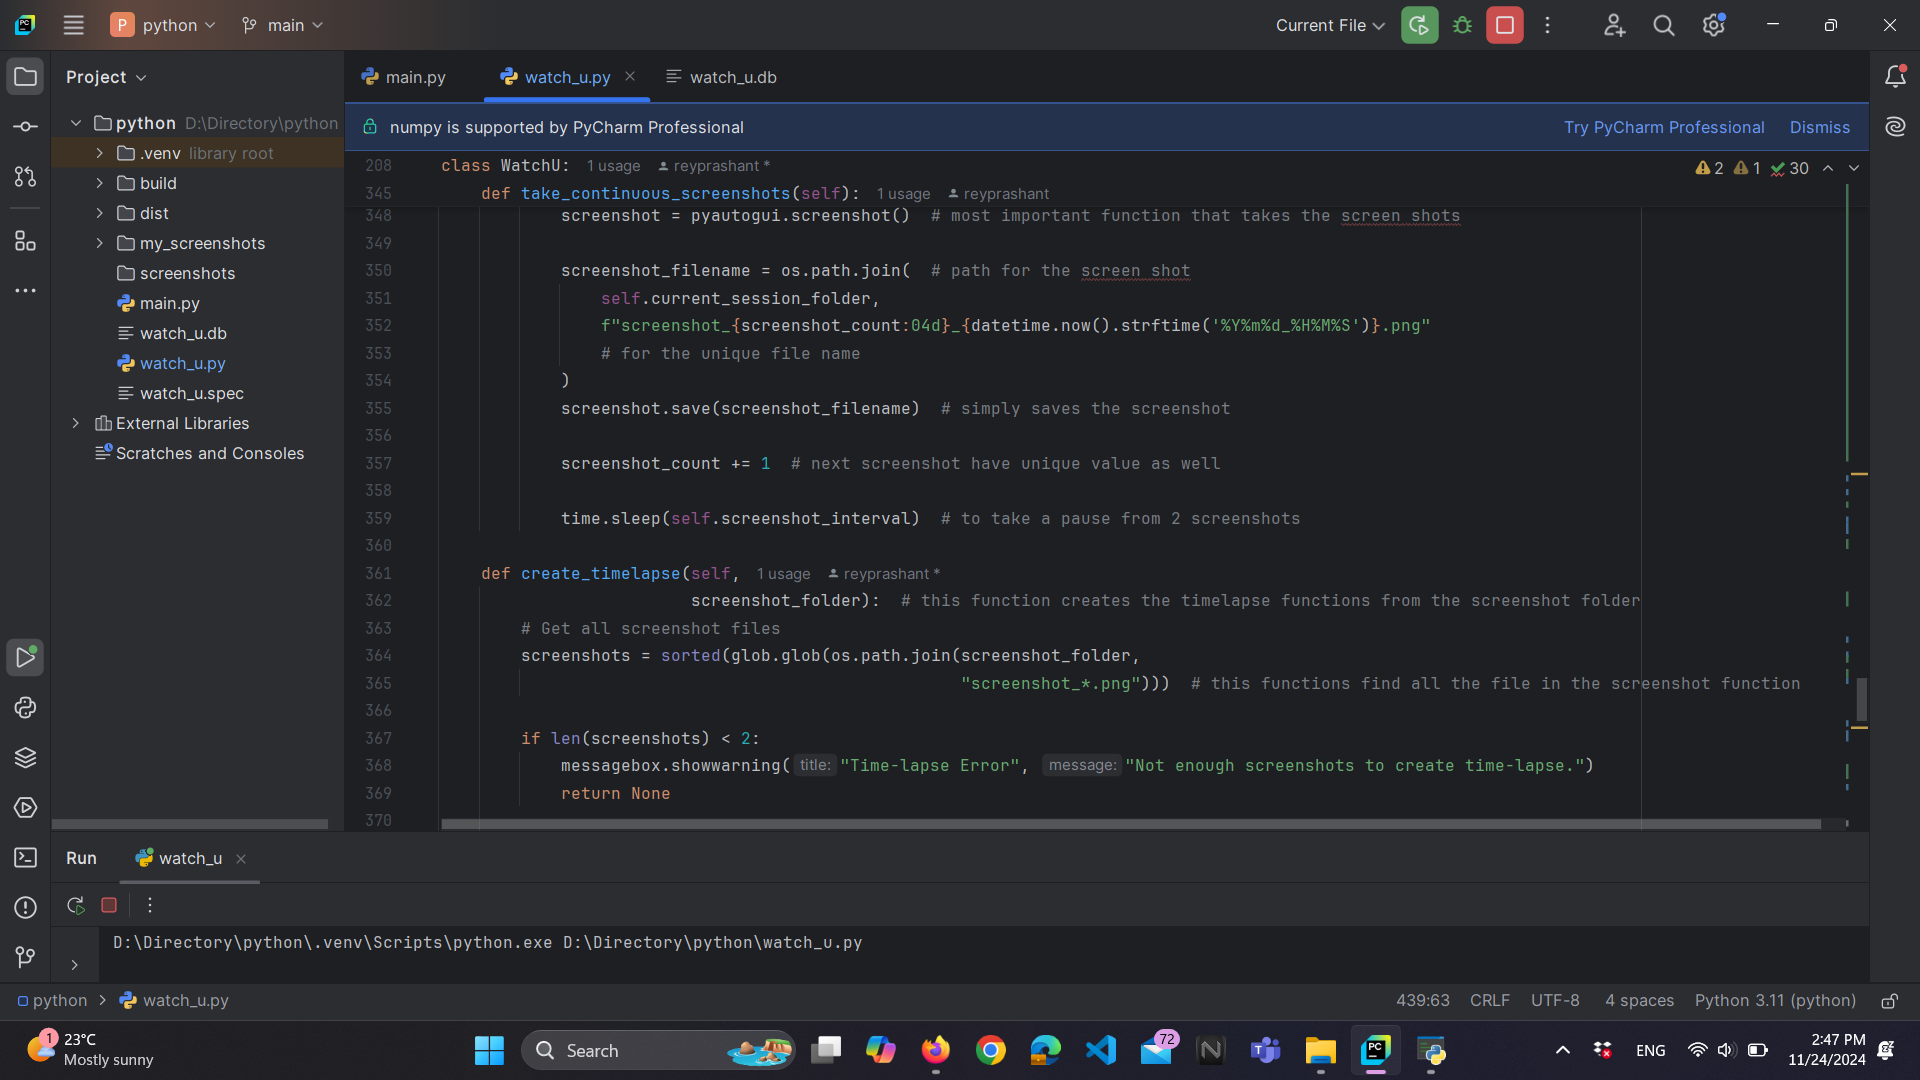 P python main Current File
Project main.py watch_u.py watch_u.db
numpy is supported by PyCharm Professional Try PyCharm Professional Dismiss
python D:\Directory\python
.venv library root
build
dist
my_screenshots
screenshots
main.py
watch_u.db
watch_u.py
watch_u.spec
External Libraries
Scratches and Consoles
208 class WatchU: 1 usage reyprashant * 2 1 30
345 def take_continuous_screenshots(self): 1 usage reyprashant
348 screenshot = pyautogui.screenshot() # most important function that takes the screen shots
349
350 screenshot_filename = os.path.join( # path for the screen shot
351 self.current_session_folder,
352 f"screenshot_{screenshot_count:04d}_{datetime.now().strftime('%Y%m%d_%H%M%S')}.png"
353 # for the unique file name
354 )
355 screenshot.save(screenshot_filename) # simply saves the screenshot
356
357 screenshot_count += 1 # next screenshot have unique value as well
358
359 time.sleep(self.screenshot_interval) # to take a pause from 2 screenshots
360
361 def create_timelapse(self, 1 usage reyprashant *
362 screenshot_folder): # this function creates the timelapse functions from the screenshot folder
363 # Get all screenshot files
364 screenshots = sorted(glob.glob(os.path.join(screenshot_folder,
365 "screenshot_*.png"))) # this functions find all the file in the screenshot function
366
367 if len(screenshots) < 2:
368 messagebox.showwarning( title: "Time-lapse Error", message: "Not enough screenshots to create time-lapse.")
369 return None
370
Run watch_u
D:\Directory\python\.venv\Scripts\python.exe D:\Directory\python\watch_u.py
python > watch_u.py 439:63 CRLF UTF-8 4 spaces Python 3.11 (python)
1 23°C
Mostly sunny
Search
72
ENG
2:47 PM
11/24/2024